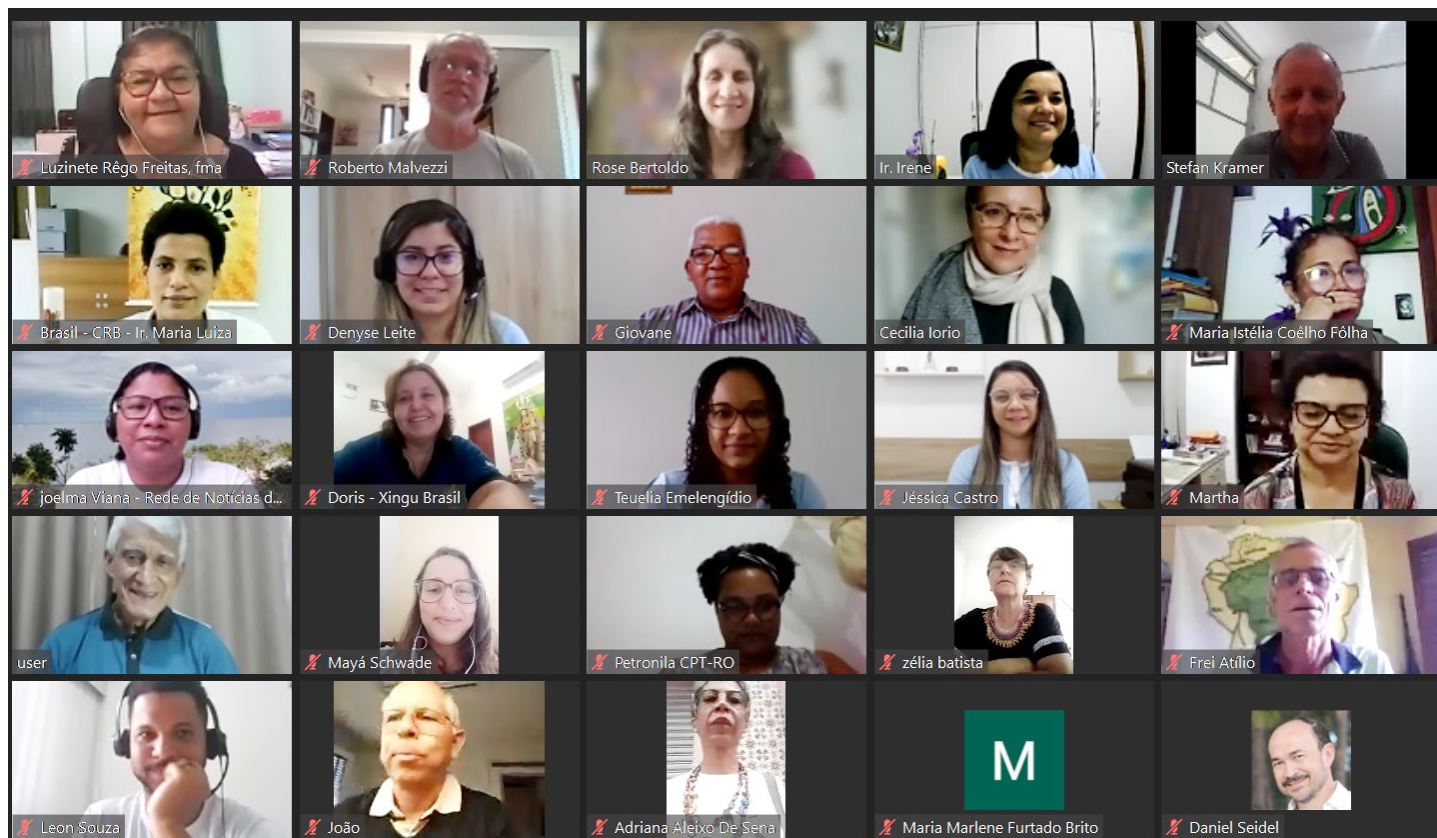 Luzinete Rêgo Freitas, fma
Roberto Malvezzi
Rose Bertoldo
Ir. Irene
Stefan Kramer
Brasil - CRB - Ir. Maria Luiza
Denyse Leite
Giovane
Cecilia Iorio
Maria Istélia Coêlho Fôlha
joelma Viana - Rede de Notícias d...
Doris - Xingu Brasil
Teuelia Emelengídio
Jéssica Castro
Martha
user
Mayá Schwade
Petronila CPT-RO
zélia batista
Frei Atílio
Leon Souza
João
Adriana Aleixo De Sena
M
Maria Marlene Furtado Brito
Daniel Seidel